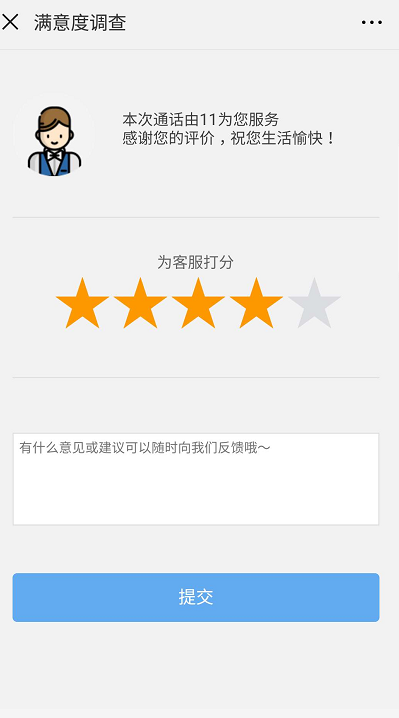 满意度调查
本次通话由11为您服务
感谢您的评价，祝您生活愉快！
为客服打分
有什么意见或建议可以随时向我们反馈哦～
提交